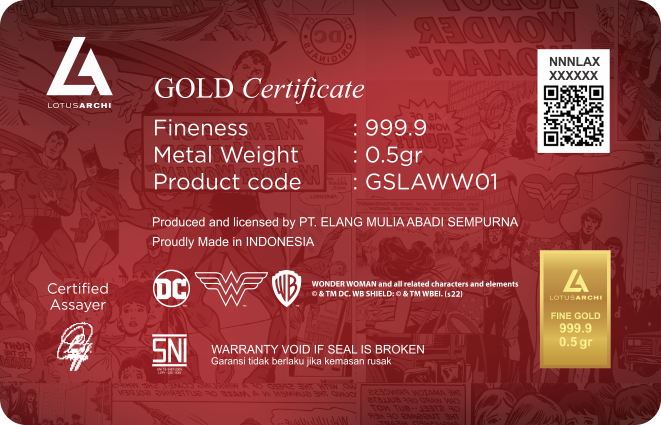 LOTUSARCHI
GOLD Certificate
NNNLAX
XXXXXX
Fineness : 999.9
Metal Weight : 0.5gr
Product code : GSLAWW01
Produced and licensed by PT. ELANG MULIA ABADI SEMPURNA
Proudly Made in INDONESIA
Certified
Assayer
DC
WB
WONDER WOMAN and all related characters and elements
© & TM DC. WB SHIELD: © & TM WBEI. (s22)
LOTUSARCHI
FINE GOLD
999.9
0.5 gr
SNI
WARRANTY VOID IF SEAL IS BROKEN
Garansi tidak berlaku jika kemasan rusak